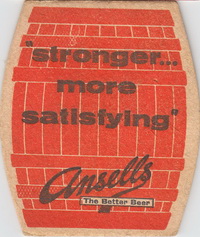 "stronger...
more
satisfying"
Ansells
The Better Beer